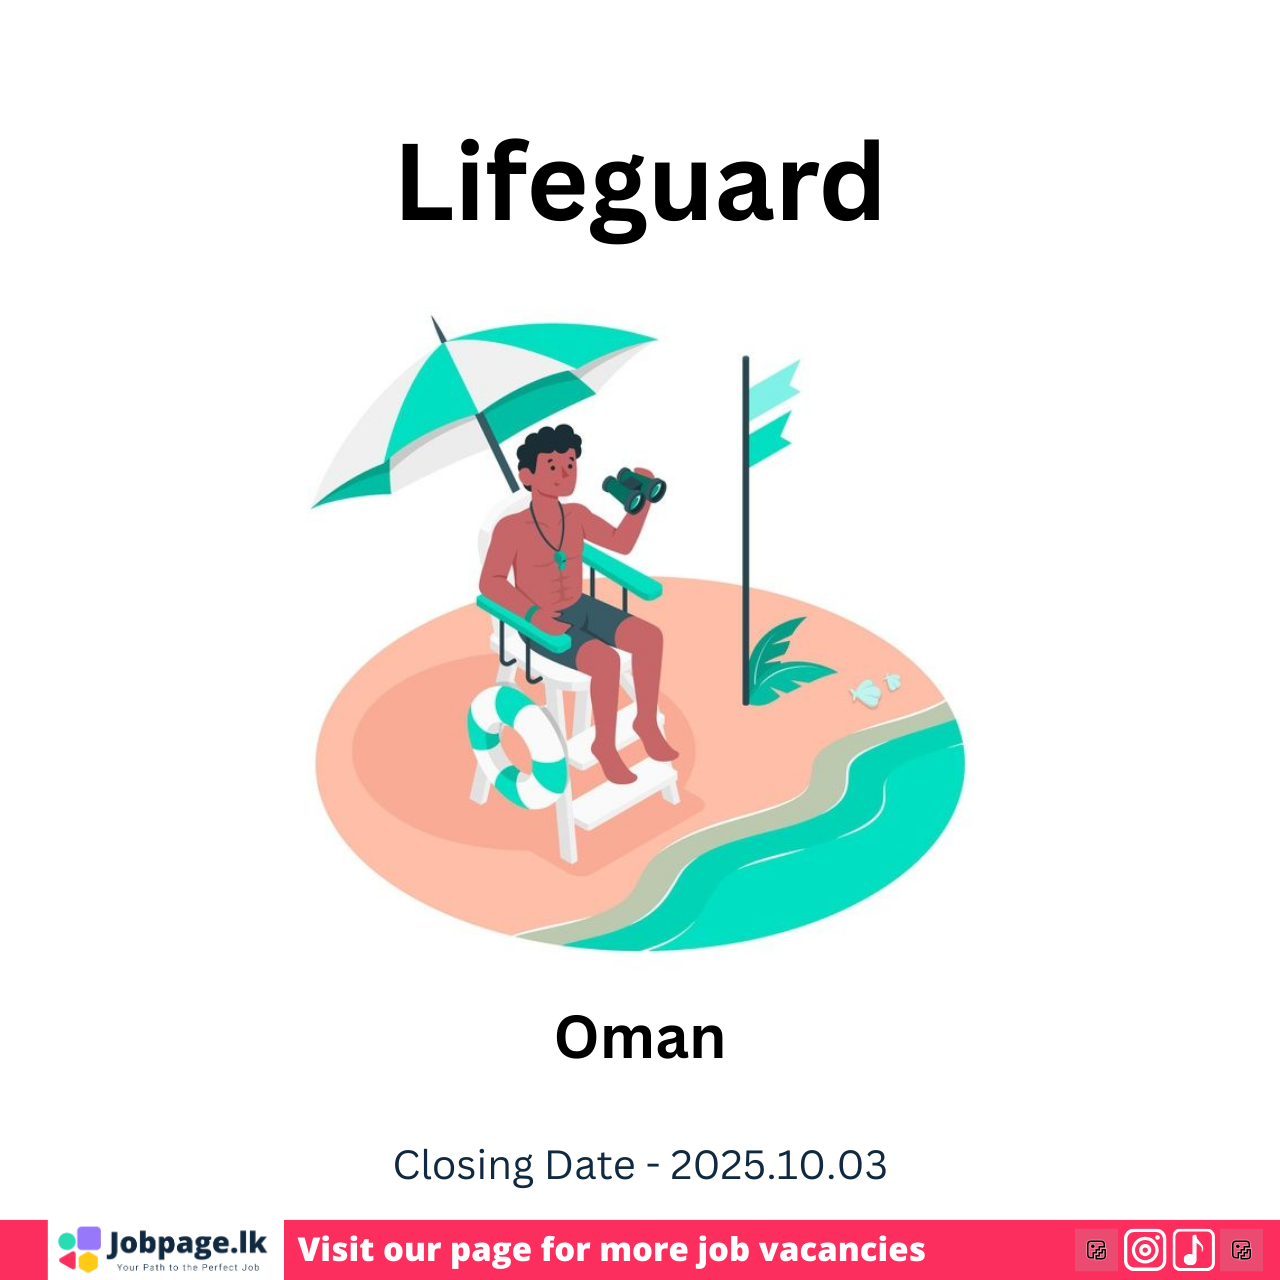 Lifeguard
Oman
Closing Date - 2025.10.03
Jobpage.lk
Your Path to the Perfect Job
Visit our page for more job vacancies